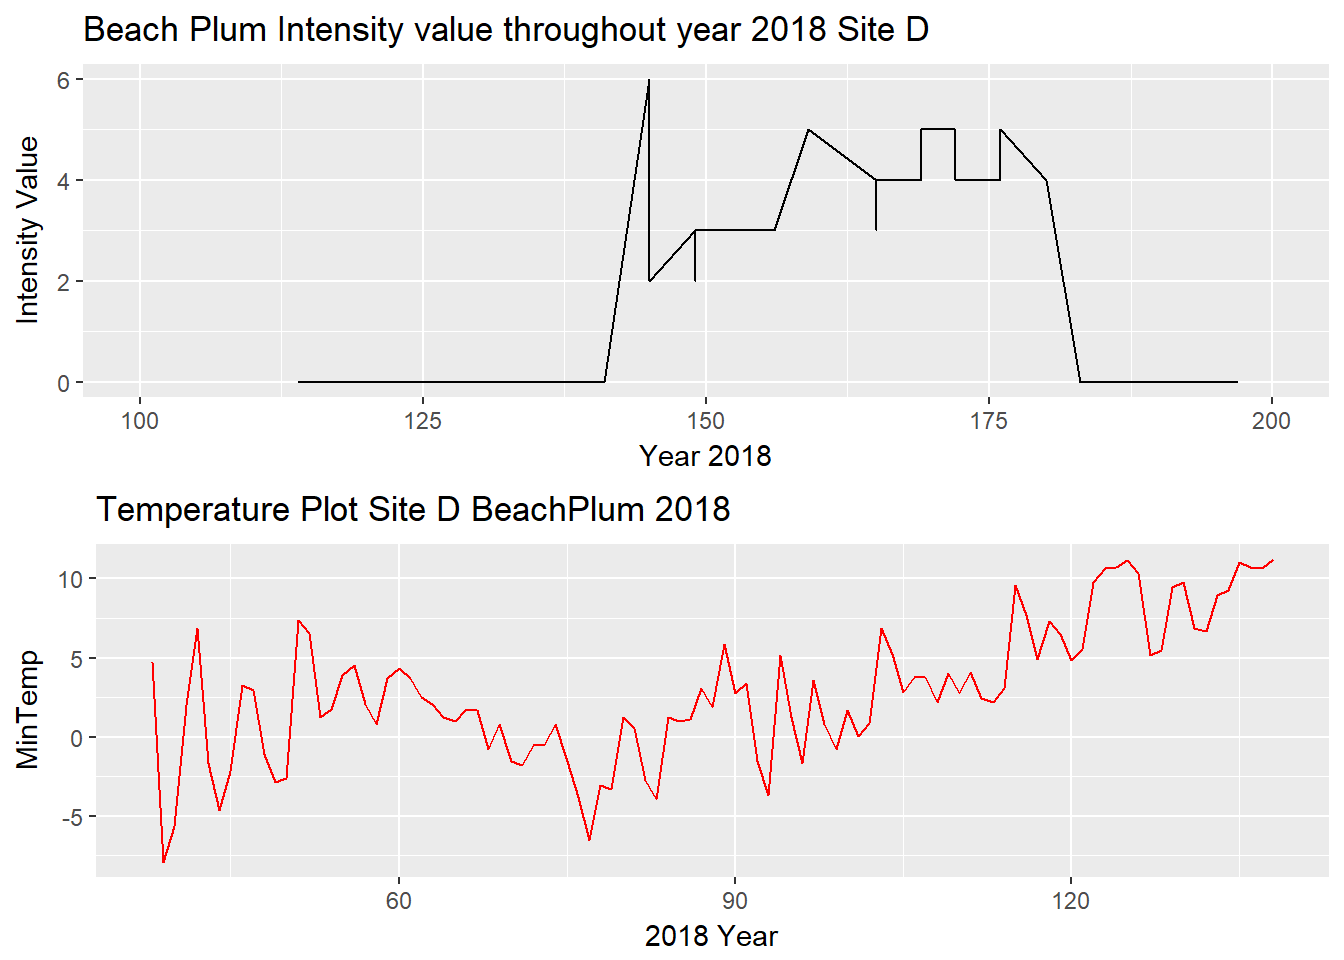 Beach Plum Intensity value throughout year 2018 Site D
Intensity Value
6
4
2
0
100 125 150 175 200
Year 2018
Temperature Plot Site D BeachPlum 2018
MinTemp
10
5
0
-5
60 90 120
2018 Year